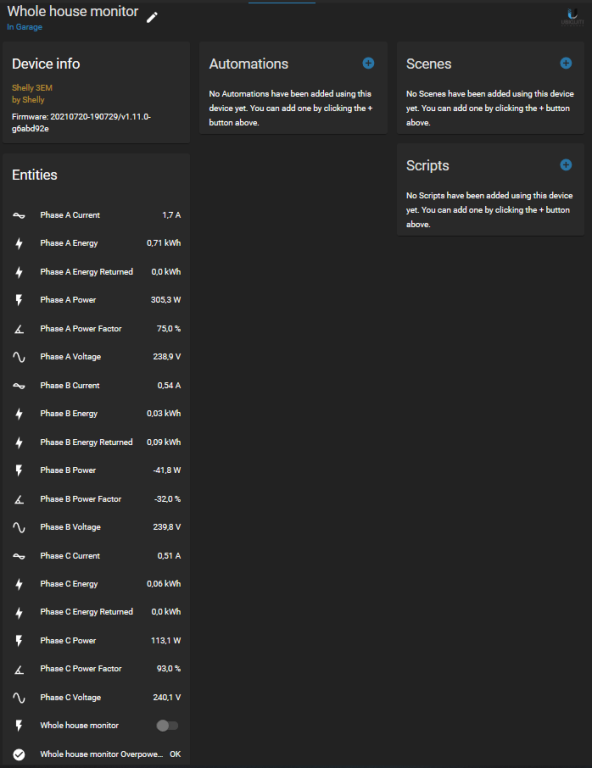 Whole house monitor
In Garage
Device info
Shelly 3EM
by Shelly
Firmware: 20210720-190729/v1.11.0-
g6abd92e
Entities
Phase A Current 1,7 A
Phase A Energy 0,71 kWh
Phase A Energy Returned 0,0 kWh
Phase A Power 305,3 W
Phase A Power Factor 75,0 %
Phase A Voltage 238,9 V
Phase B Current 0,54 A
Phase B Energy 0,03 kWh
Phase B Energy Returned 0,09 kWh
Phase B Power -41,8 W
Phase B Power Factor -32,0 %
Phase B Voltage 239,8 V
Phase C Current 0,51 A
Phase C Energy 0,06 kWh
Phase C Energy Returned 0,0 kWh
Phase C Power 113,1 W
Phase C Power Factor 93,0 %
Phase C Voltage 240,1 V
Whole house monitor
Whole house monitor Overpowe... OK
Automations
No Automations have been added using this
device yet. You can add one by clicking the +
button above.
Scenes
No Scenes have been added using this device
yet. You can add one by clicking the + button
above.
Scripts
No Scripts have been added using this device
yet. You can add one by clicking the + button
above.